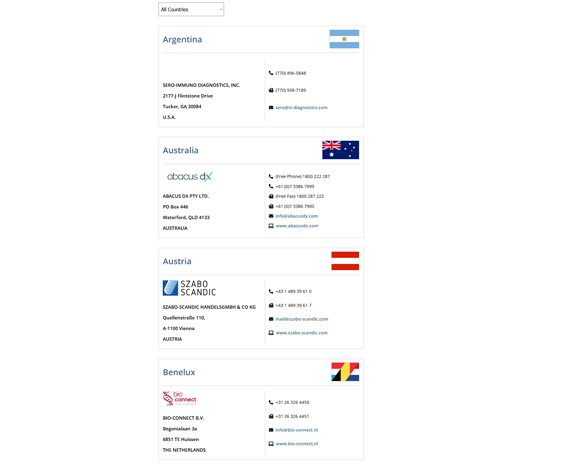 All Countries
Argentina
SERO-IMMUNO DIAGNOSTICS, INC.
2177-J Flintstone Drive
Tucker, GA 30084
U.S.A.
(770) 496-5848
(770) 938-7189
sero@si-diagnostics.com
Australia
abacus dx
ABACUS DX PTY LTD.
PO Box 446
Waterford, QLD 4133
AUSTRALIA
(Free Phone) 1800 222 287
+61 (0)7 3386 7999
(Free Fax) 1800 287 222
+61 (0)7 3386 7900
info@abacusdx.com
www.abacusdx.com
Austria
SZABO
SCANDIC
SZABO-SCANDIC HANDELSGMBH & CO KG
Quellenstraße 110,
A-1100 Vienna
AUSTRIA
+43 1 489 39 61 0
+43 1 489 39 61 7
mail@szabo-scandic.com
www.szabo-scandic.com
Benelux
bio
connect
BIO-CONNECT B.V.
Begonialaan 3a
6851 TE Huissen
THE NETHERLANDS
+31 26 326 4450
+31 26 326 4451
info@bio-connect.nl
www.bio-connect.nl